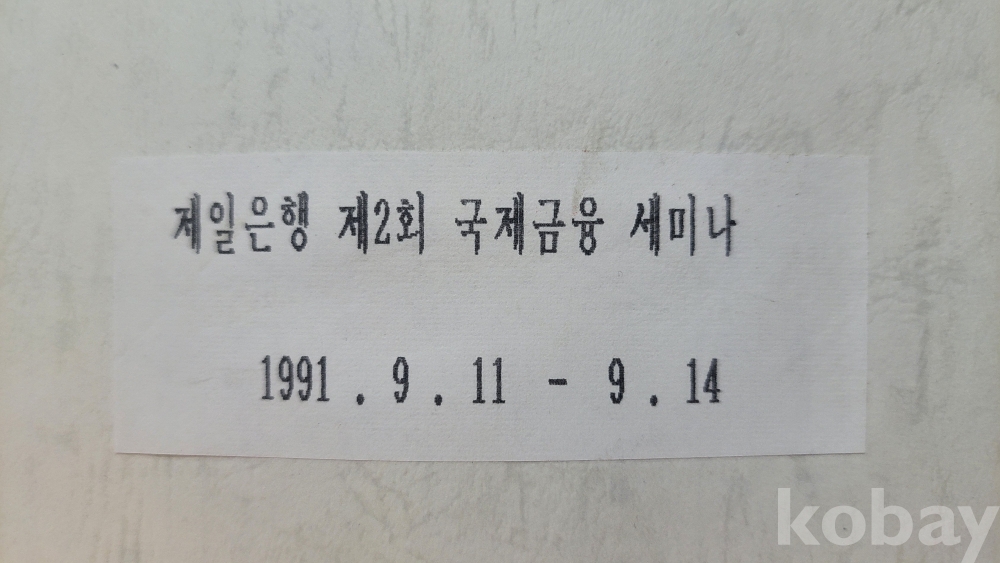 제일은행 제2회 국제금융 세미나
1991 . 9 . 11 - 9 . 14
kobay